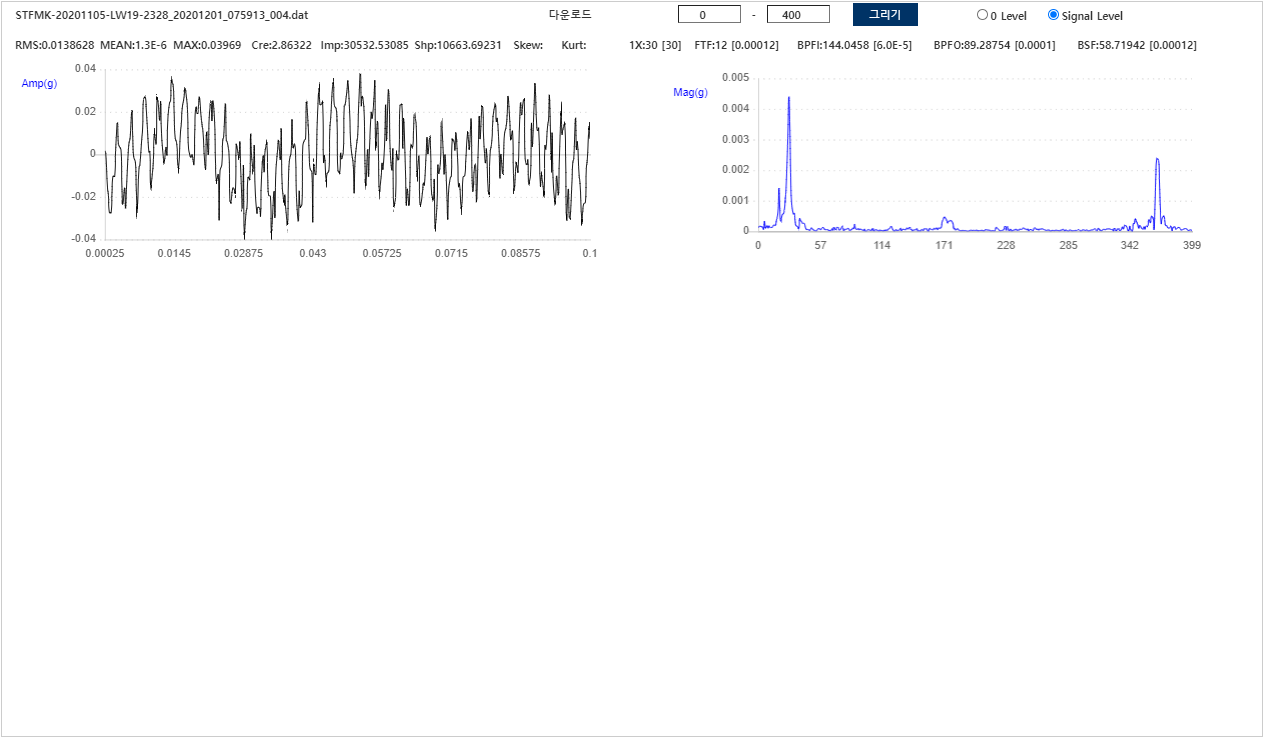 STFMK-20201105-LW19-2328_20201201_075913_004.dat 다운로드 0 - 400 그리기 0 Level Signal Level
RMS:0.0138628 MEAN:1.3E-6 MAX:0.03969 Cre:2.86322 Imp:30532.53085 Shp:10663.69231 Skew: Kurt: 1X:30 [30] FTF:12 [0.00012] BPFI:144.0458 [6.0E-5] BPFO:89.28754 [0.0001] BSF:58.71942 [0.00012]
Amp(g)
0.04
0.02
0
-0.02
-0.04
0.00025 0.0145 0.02875 0.043 0.05725 0.0715 0.08575 0.1
Mag(g)
0.005
0.004
0.003
0.002
0.001
0
0 57 114 171 228 285 342 399